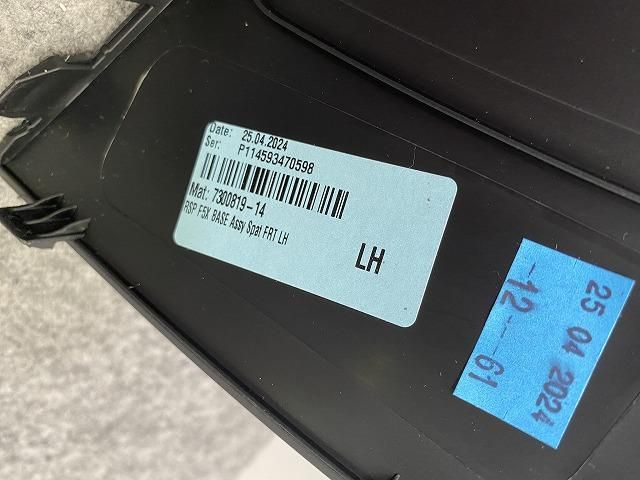 Date: 25.04.2024
Ser: P114593470598
Mat: 7300819-14
RSP F5X BASE Assy Spat FRT LH
LH
25 04 2024
-12---61